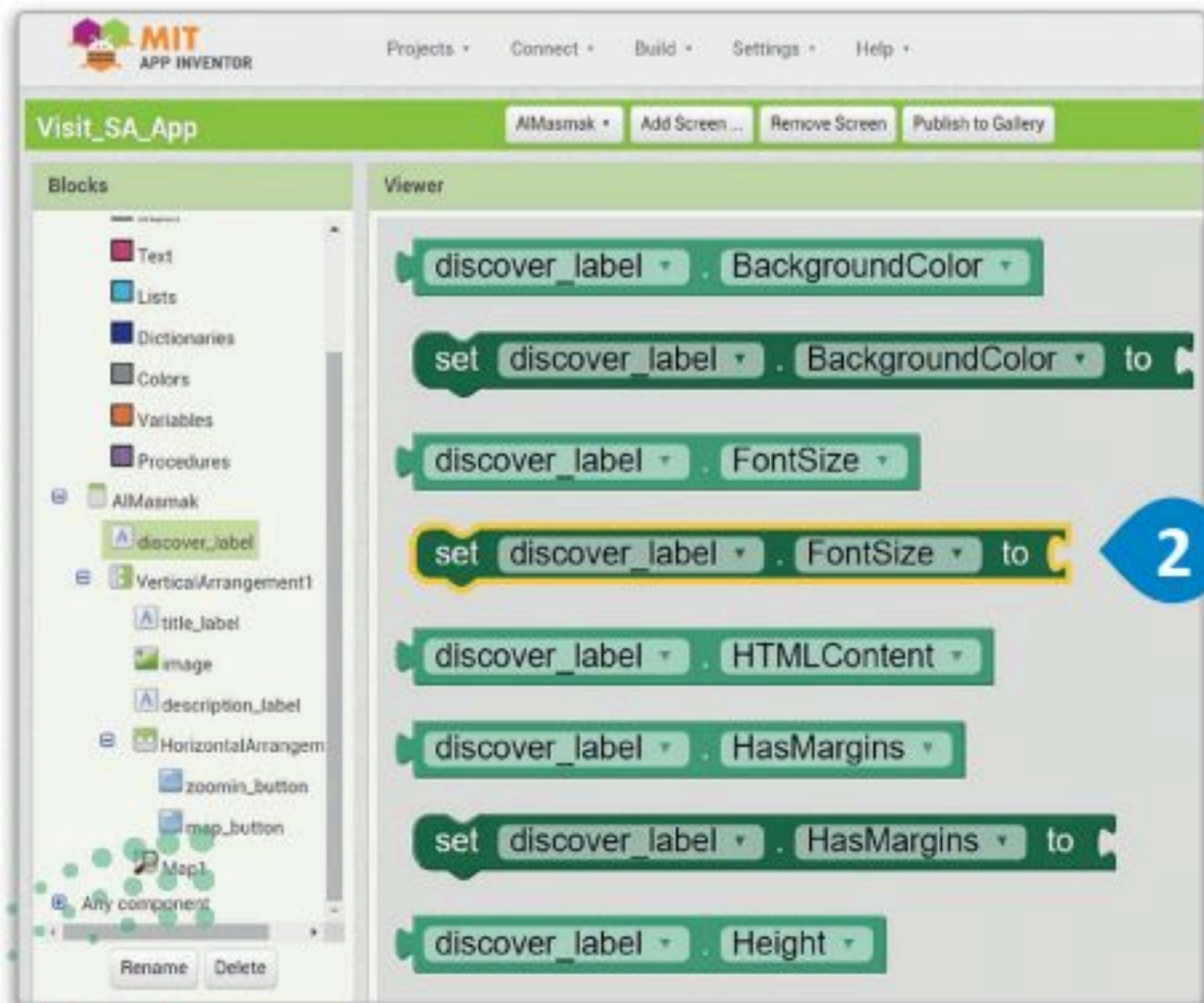 MIT
APP INVENTOR
Projects Connect Build Settings Help
Visit_SA_App
AlMasmak Add Screen ... Remove Screen Publish to Gallery
Blocks
Viewer
Text
Lists
Dictionaries
Colors
Variables
Procedures
AlMasmak
discover_label
VerticalArrangement1
title_label
image
description_label
HorizontalArrangem
zoomin_button
map_button
Map1
Any component
Rename Delete
discover_label . BackgroundColor
set discover_label . BackgroundColor to
discover_label . FontSize
set discover_label . FontSize to
2
discover_label . HTMLContent
discover_label . HasMargins
set discover_label . HasMargins to
discover_label . Height